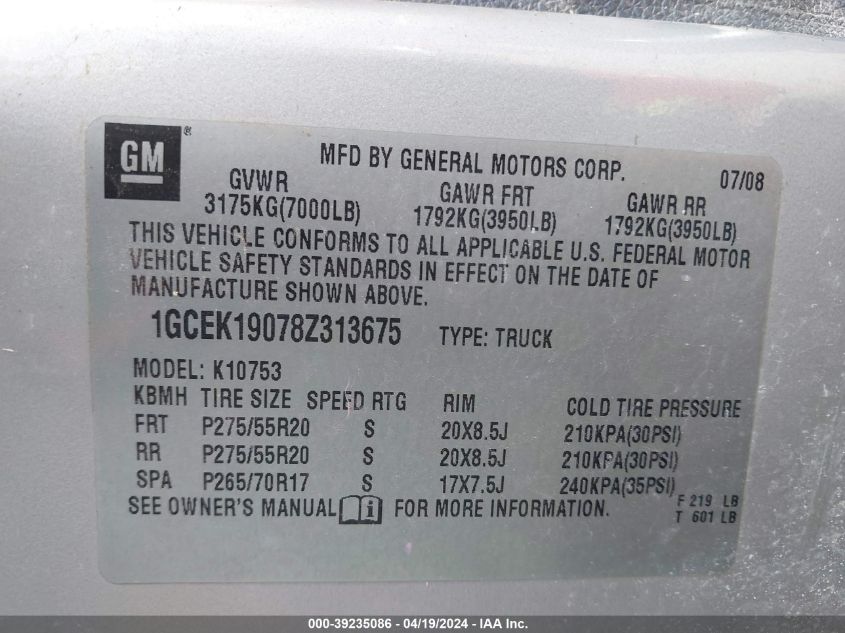 GM ®
MFD BY GENERAL MOTORS CORP. 07/08
GVWR GAWR FRT GAWR RR
3175KG(7000LB) 1792KG(3950LB) 1792KG(3950LB)
THIS VEHICLE CONFORMS TO ALL APPLICABLE U.S. FEDERAL MOTOR
VEHICLE SAFETY STANDARDS IN EFFECT ON THE DATE OF
MANUFACTURE SHOWN ABOVE.
1GCEK19078Z313675 TYPE: TRUCK
MODEL: K10753
KBMH TIRE SIZE SPEED RTG RIM COLD TIRE PRESSURE
FRT P275/55R20 S 20X8.5J 210KPA(30PSI)
RR P275/55R20 S 20X8.5J 210KPA(30PSI)
SPA P265/70R17 S 17X7.5J 240KPA(35PSI)
SEE OWNER'S MANUAL i FOR MORE INFORMATION. F 219 LB
T 601 LB
000-39235086 - 04/19/2024 - IAA Inc.